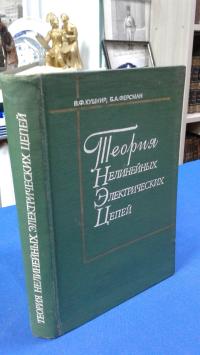 В.Ф.КУШНИР, Б.А.ФЕРСМАН
Теория
Нелинейных
Электрических
Цепей
ТЕОРИЯ НЕЛИНЕЙНЫХ ЭЛЕКТРИЧЕСКИХ ЦЕПЕЙ